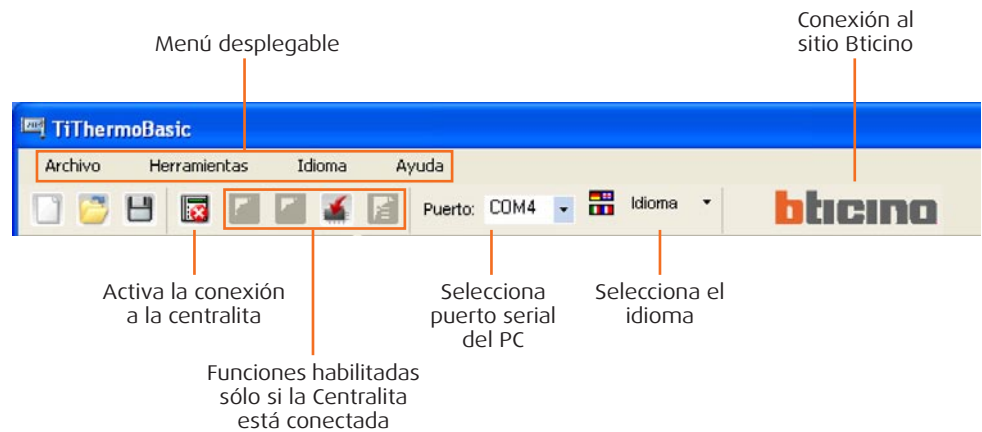 Menú desplegable
Conexión al
sitio Bticino
TiThermoBasic
Archivo Herramientas Idioma Ayuda
Puerto: COM4 Idioma bticino
Activa la conexión
a la centralita
Selecciona
puerto serial
del PC
Selecciona el
idioma
Funciones habilitadas
sólo si la Centralita
está conectada